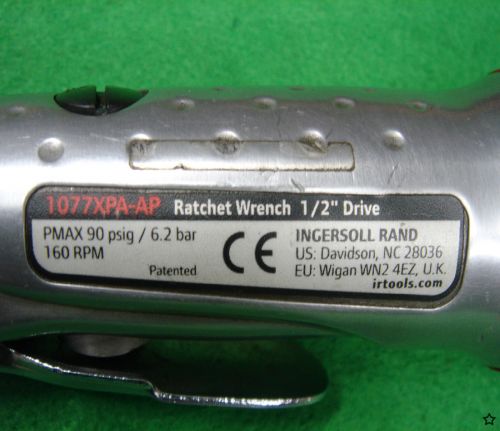 1077XPA-AP Ratchet Wrench 1/2" Drive
PMAX 90 psig / 6.2 bar
160 RPM
Patented
CE
INGERSOLL RAND
US: Davidson, NC 28036
EU: Wigan WN2 4EZ, U.K.
irtools.com